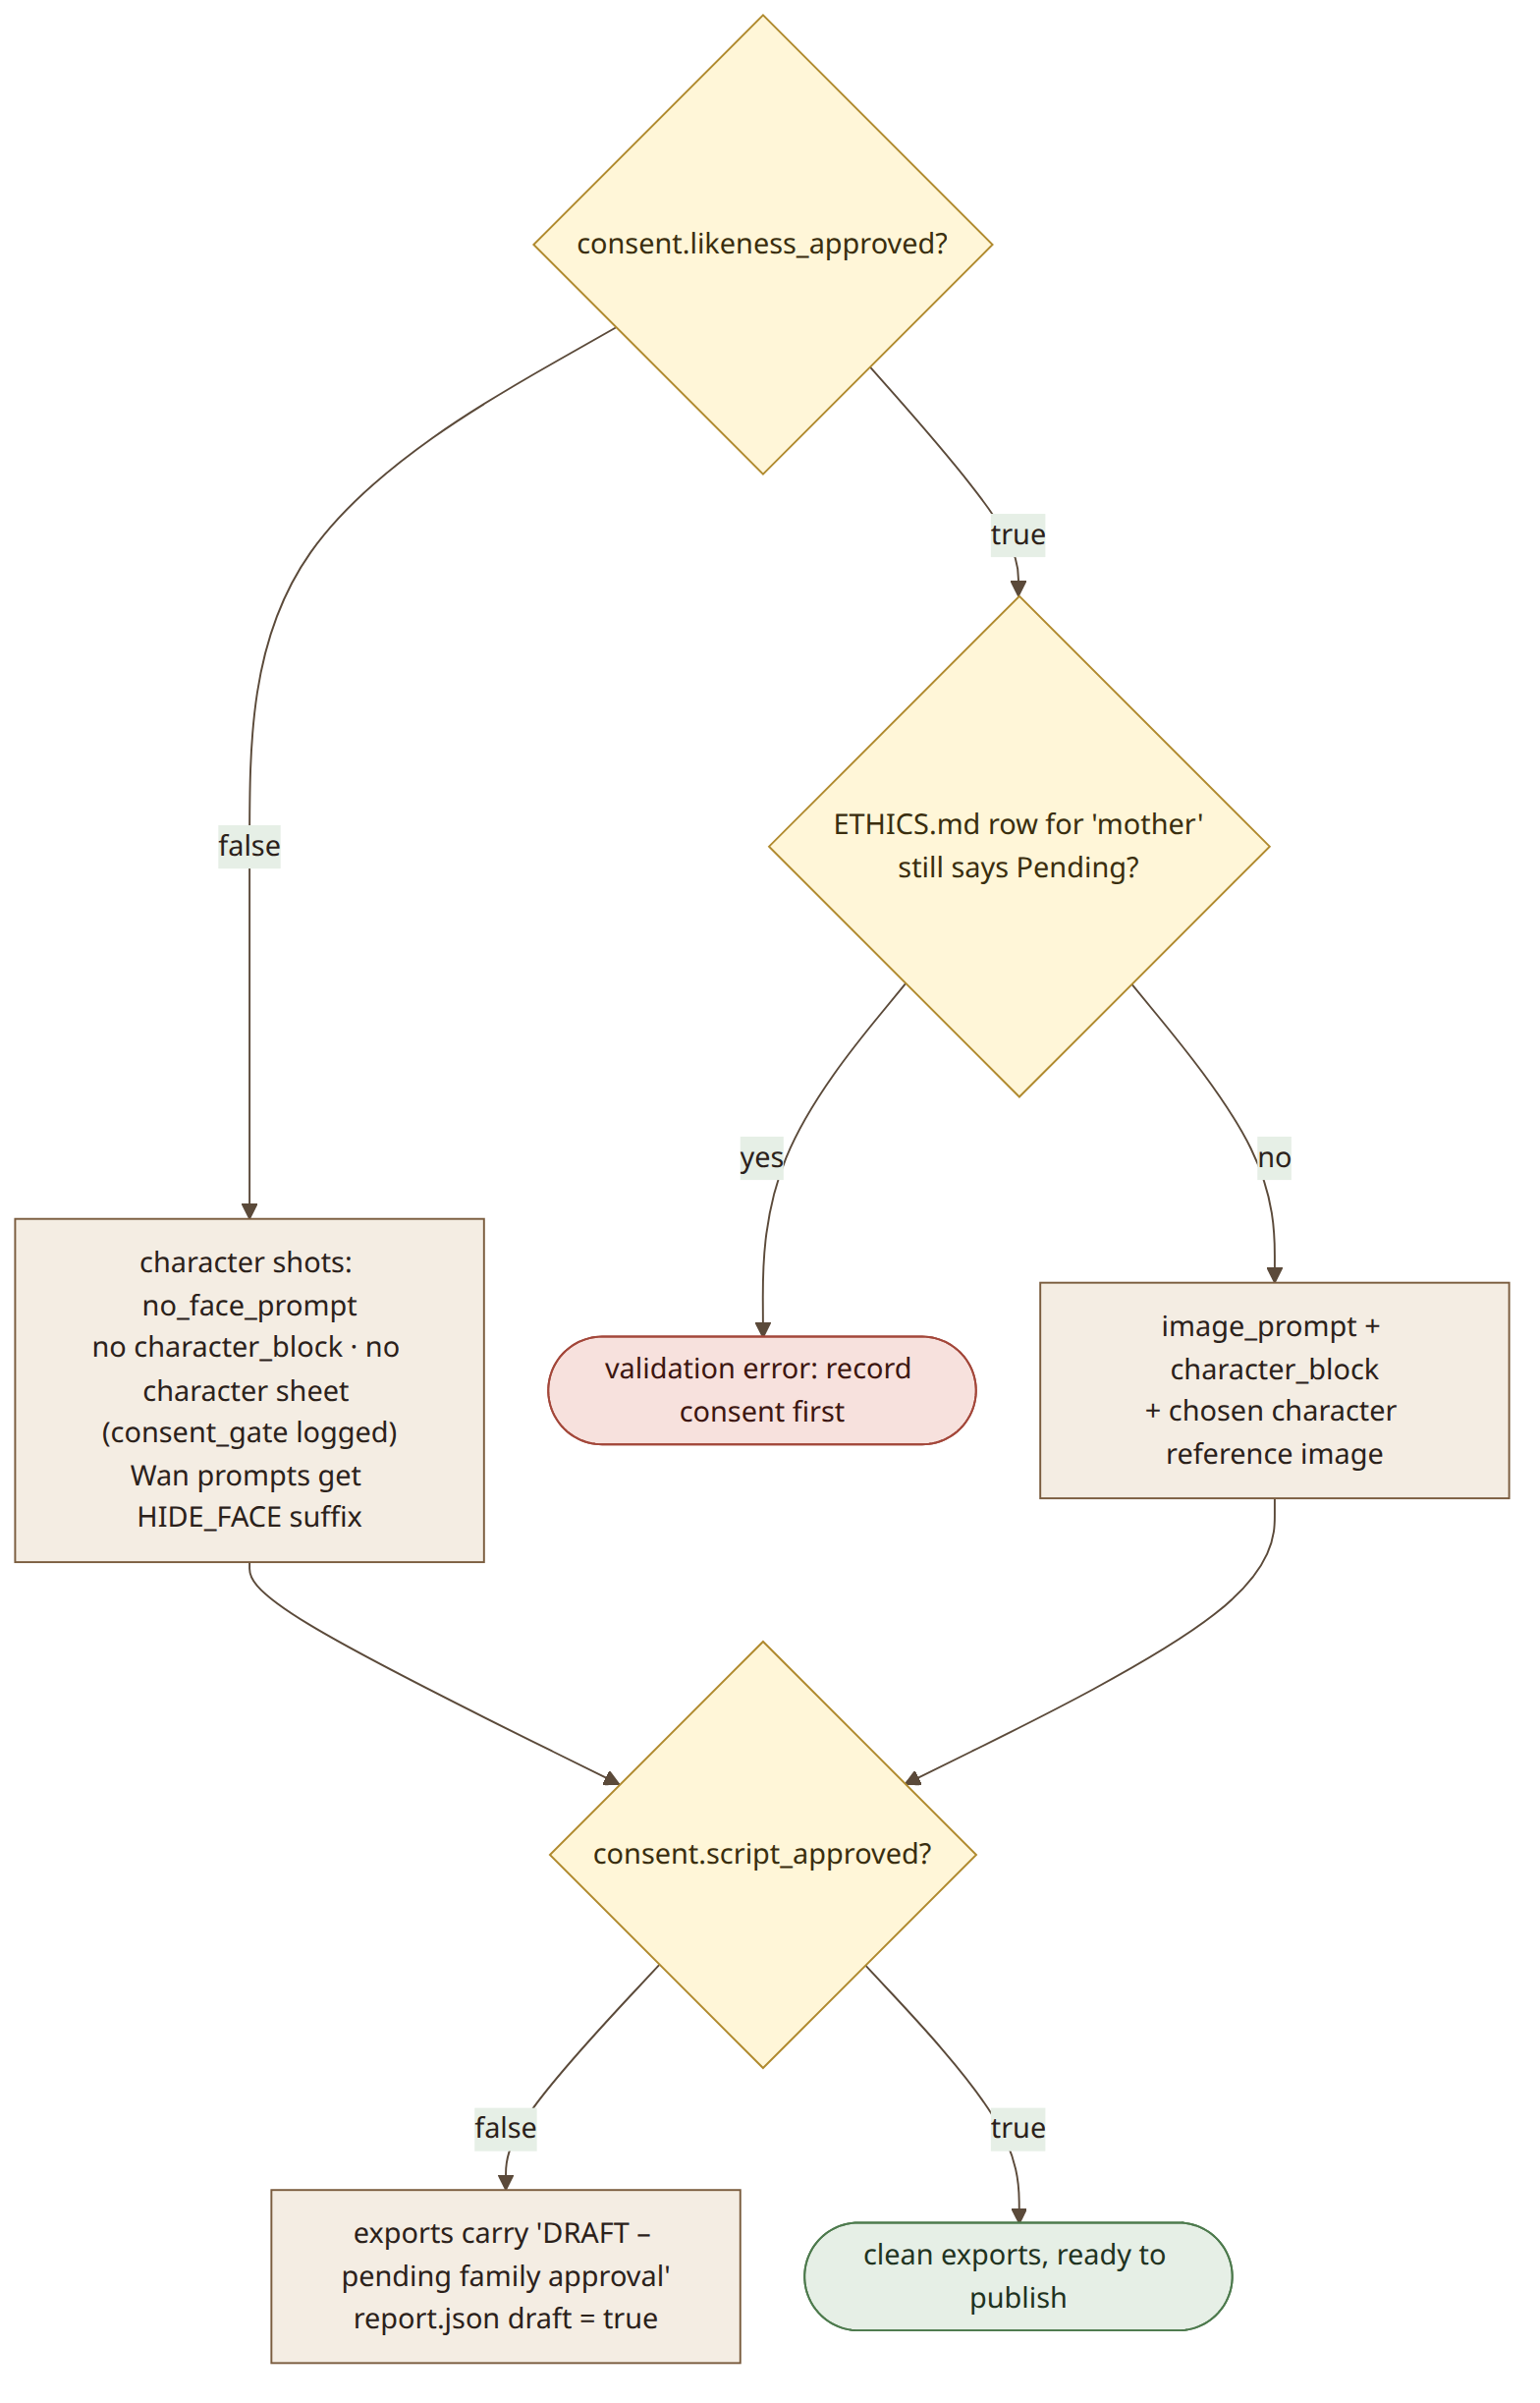 consent.likeness_approved?
true
ETHICS.md row for 'mother'
still says Pending?
false
yes
no
character shots:
no_face_prompt
no character_block · no
character sheet
(consent_gate logged)
Wan prompts get
HIDE_FACE suffix
validation error: record
consent first
image_prompt +
character_block
+ chosen character
reference image
consent.script_approved?
false
true
exports carry 'DRAFT –
pending family approval'
report.json draft = true
clean exports, ready to
publish